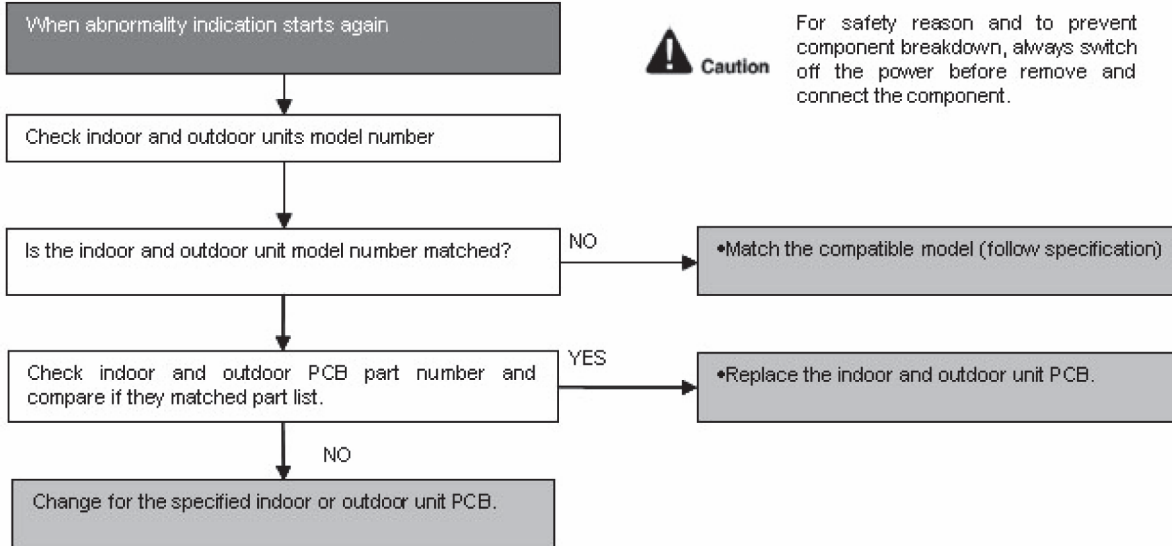 When abnormality indication starts again
For safety reason and to prevent
component breakdown, always switch
off the power before remove and
connect the component.
Caution
Check indoor and outdoor units model number
Is the indoor and outdoor unit model number matched?
NO
•Match the compatible model (follow specification)
Check indoor and outdoor PCB part number and
compare if they matched part list.
YES
•Replace the indoor and outdoor unit PCB.
NO
Change for the specified indoor or outdoor unit PCB.